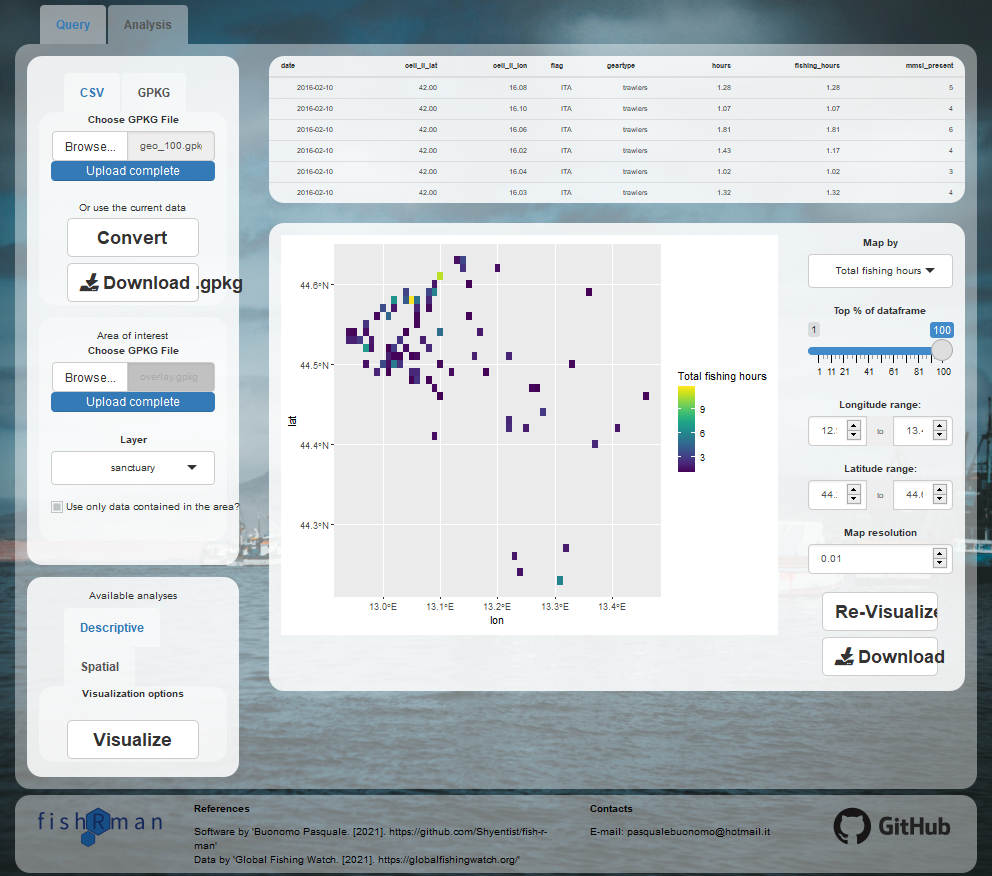 Query Analysis
CSV GPKG
Choose GPKG File
Browse... geo_100.gpk
Upload complete
Or use the current data
Convert
Download .gpkg
Area of interest
Choose GPKG File
Browse... overlay.gpkg
Upload complete
Layer
sanctuary
Use only data contained in the area?
Available analyses
Descriptive
Spatial
Visualization options
Visualize
date cell_ll_lat cell_ll_lon flag geartype hours fishing_hours mmsi_present
2016-02-10 42.00 16.08 ITA trawlers 1.28 1.28 5
2016-02-10 42.00 16.10 ITA trawlers 1.07 1.07 4
2016-02-10 42.00 16.06 ITA trawlers 1.81 1.81 6
2016-02-10 42.00 16.02 ITA trawlers 1.43 1.17 4
2016-02-10 42.00 16.04 ITA trawlers 1.02 1.02 3
2016-02-10 42.00 16.03 ITA trawlers 1.32 1.32 4
44.6°N
44.5°N
44.4°N
44.3°N
lat
13.0°E 13.1°E 13.2°E 13.3°E 13.4°E
lon
Total fishing hours
9
6
3
Map by
Total fishing hours
Top % of dataframe
1 100
1 11 21 41 61 81 100
Longitude range:
12. to 13.4
Latitude range:
44. to 44.6
Map resolution
0.01
Re-Visualize
Download
fishRman
References
Software by 'Buonomo Pasquale. [2021]. https://github.com/Shyentist/fish-r-
man'
Data by 'Global Fishing Watch. [2021]. https://globalfishingwatch.org/'
Contacts
E-mail: pasqualebuonomo@hotmail.it
GitHub